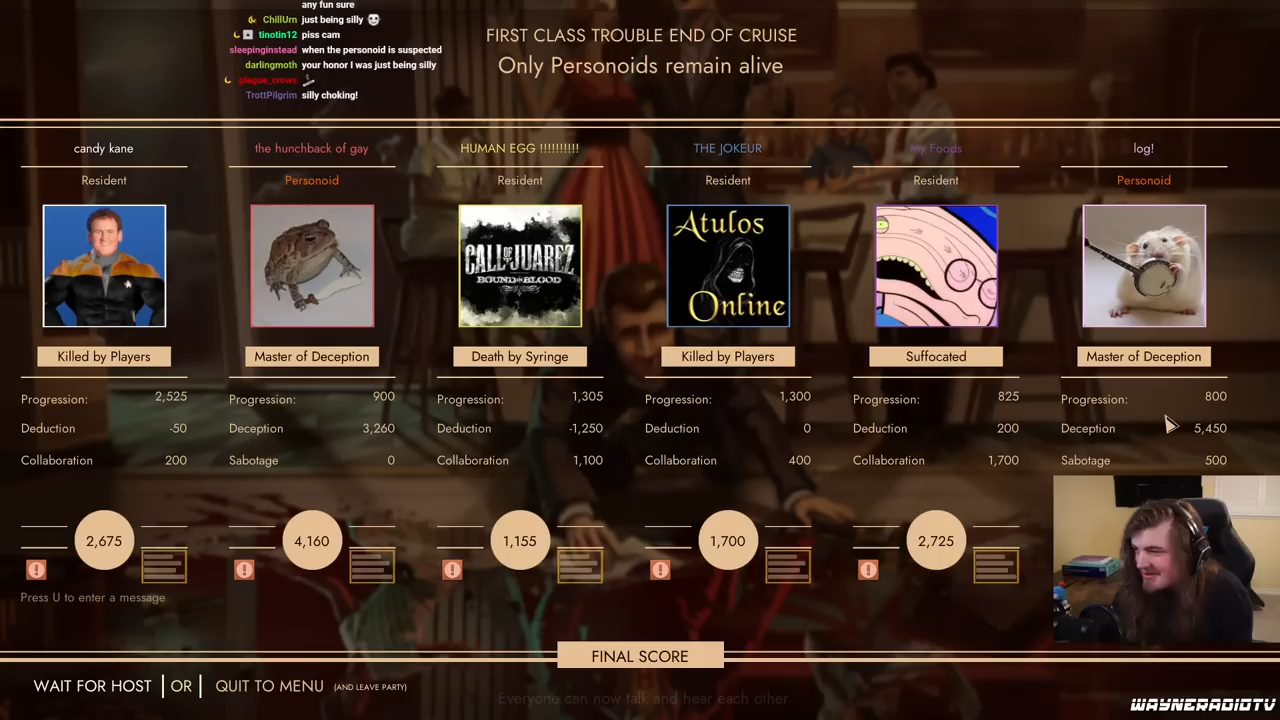 any fun sure
ChillUrn just being silly
tinotin12 piss cam
sleepinginstead when the personoid is suspected
darlingmoth your honor I was just being silly
plague_crows
TrottPilgrim silly choking!
FIRST CLASS TROUBLE END OF CRUISE
Only Personoids remain alive
candy kane
the hunchback of gay
HUMAN EGG !!!!!!!!!!
THE JOKEUR
My Foods
log!
Resident
Personoid
Resident
Resident
Resident
Personoid
CALL OF JUAREZ
BOUND IN BLOOD
Atulos
Online
Killed by Players
Master of Deception
Death by Syringe
Killed by Players
Suffocated
Master of Deception
Progression: 2,525
Progression: 900
Progression: 1,305
Progression: 1,300
Progression: 825
Progression: 800
Deduction -50
Deception 3,260
Deduction -1,250
Deduction 0
Deduction 200
Deception 5,450
Collaboration 200
Sabotage 0
Collaboration 1,100
Collaboration 400
Collaboration 1,700
Sabotage 500
2,675
4,160
1,155
1,700
2,725
Press U to enter a message
FINAL SCORE
WAIT FOR HOST | OR | QUIT TO MENU (AND LEAVE PARTY)
Everyone can now talk and hear each other
WAYNERADIOTV